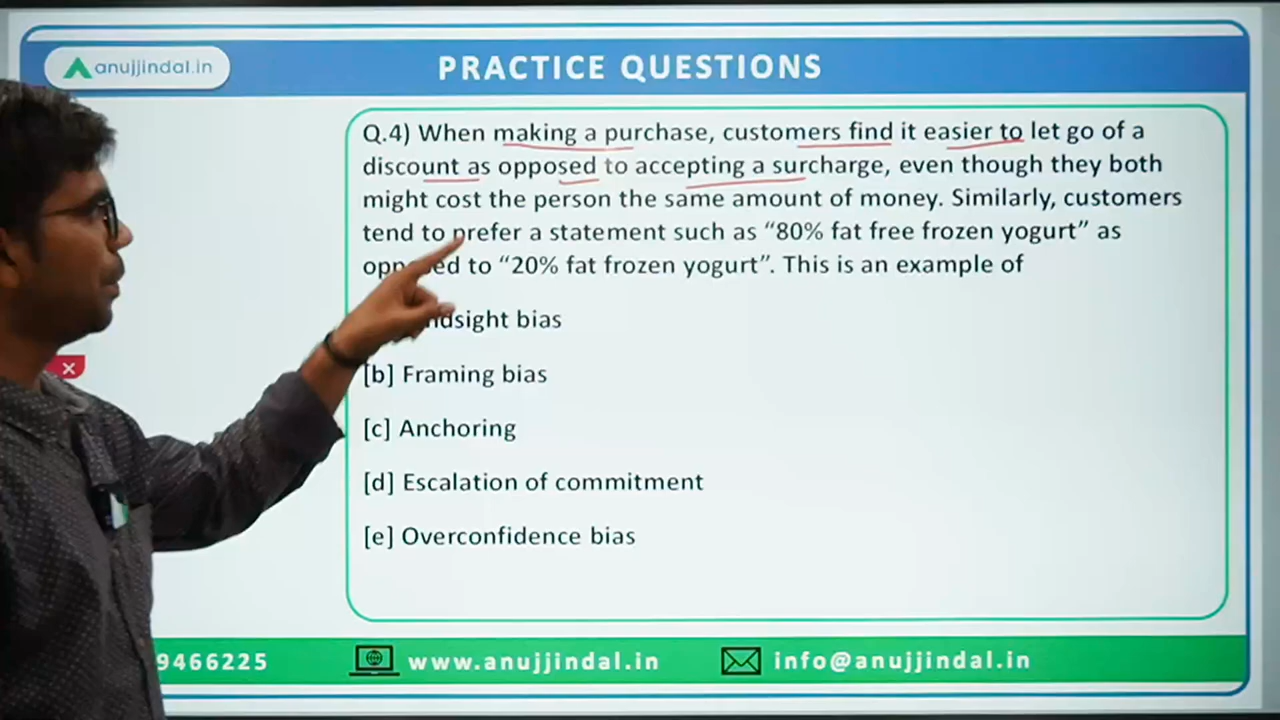 anujjindal.in
PRACTICE QUESTIONS
Q.4) When making a purchase, customers find it easier to let go of a
discount as opposed to accepting a surcharge, even though they both
might cost the person the same amount of money. Similarly, customers
tend to prefer a statement such as “80% fat free frozen yogurt” as
to “20% fat frozen yogurt”. This is an example of
bias
[b] Framing bias
[c] Anchoring
[d] Escalation of commitment
[e] Overconfidence bias
9466225
www.anujjindal.in
info@anujjindal.in